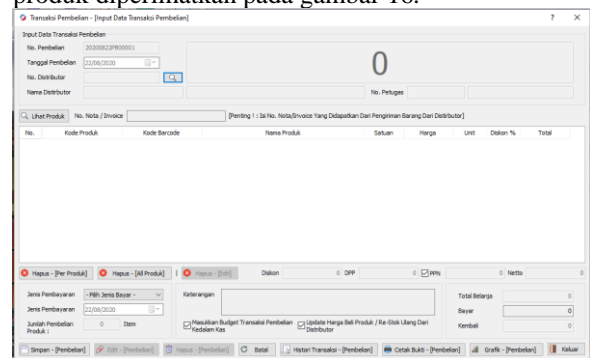 produk diperlihatkan pada gambar 16.
Transaksi Pembelian - [Input Data Transaksi Pembelian] ? ×
Input Data Transaksi Pembelian
No. Pembelian 20200822PB00001
Tanggal Pembelian 22/08/2020
0
No. Distributor
Nama Distributor No. Petugas
Lihat Produk No. Nota / Invoice [Penting ! : Isi No. Nota/Invoice Yang Didapatkan Dari Pengiriman Barang Dari Distributor]
No. Kode Produk Kode Barcode Nama Produk Satuan Harga Unit Diskon % Total
Hapus - [Per Produk] Hapus - [All Produk] Hapus - [Edit] Diskon 0 DPP 0 PPN 0 Netto 0
Jenis Pembayaran - Pilih Jenis Bayar - Keterangan Total Belanja 0
Jenis Pembayaran 22/08/2020 Bayar 0
Jumlah Pembelian Produk : 0 Item Masukkan Budget Transaksi Pembelian Kedalam Kas Update Harga Beli Produk / Re-Stok Ulang Dari Distributor Kembali 0
Simpan - [Pembelian] Edit - [Pembelian] Hapus - [Pembelian] Batal Histori Transaksi - [Pembelian] Cetak Bukti - [Pembelian] Grafik - [Pembelian] Keluar